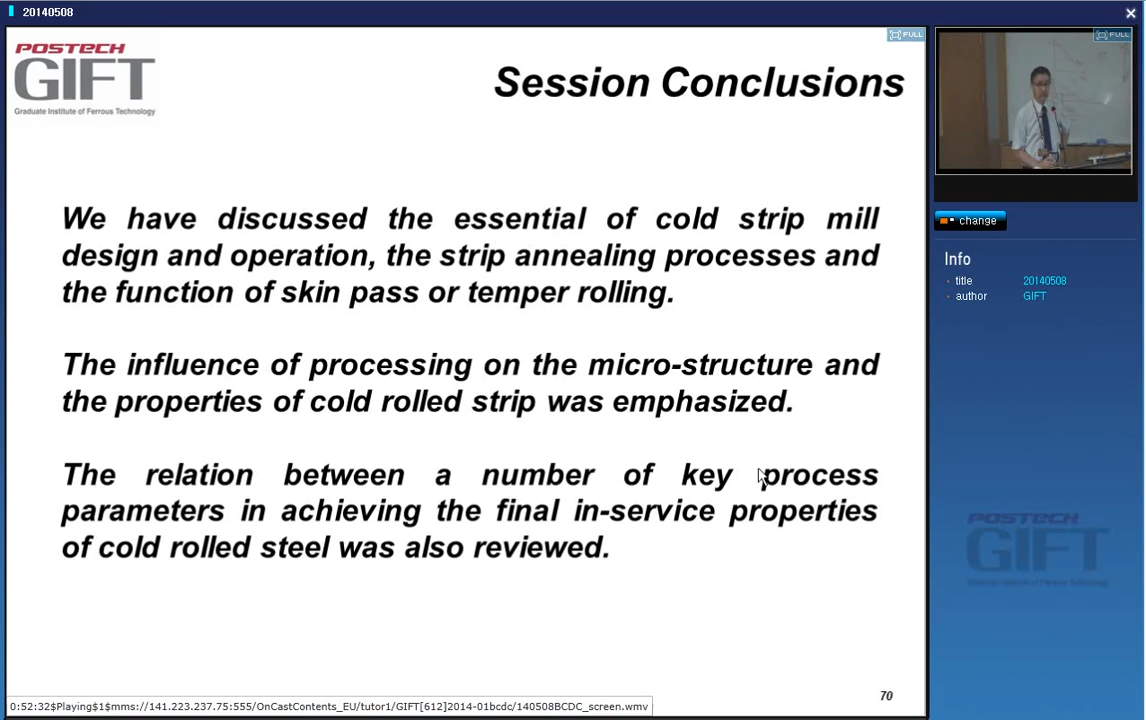 20140508
FULL
FULL
POSTECH
GIFT
Graduate Institute of Ferrous Technology
Session Conclusions
We have discussed the essential of cold strip mill
design and operation, the strip annealing processes and
the function of skin pass or temper rolling.
The influence of processing on the micro-structure and
the properties of cold rolled strip was emphasized.
The relation between a number of key process
parameters in achieving the final in-service properties
of cold rolled steel was also reviewed.
70
0:52:32$Playing$1$mms://141.223.237.75:555/OnCastContents_EU/tutor1/GIFT[612]2014-01bcdc/140508BCDC_screen.wmv
change
Info
title 20140508
author GIFT
POSTECH
GIFT
Graduate Institute of Ferrous Technology